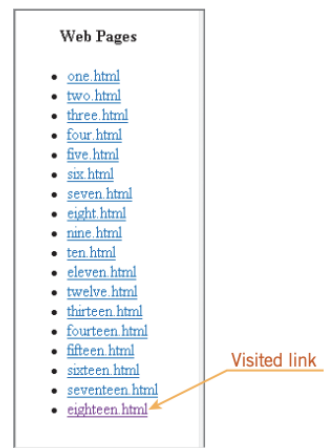 Web Pages
one.html
two.html
three.html
four.html
five.html
six.html
seven.html
eight.html
nine.html
ten.html
eleven.html
twelve.html
thirteen.html
fourteen.html
fifteen.html
sixteen.html
seventeen.html
eighteen.html
Visited link